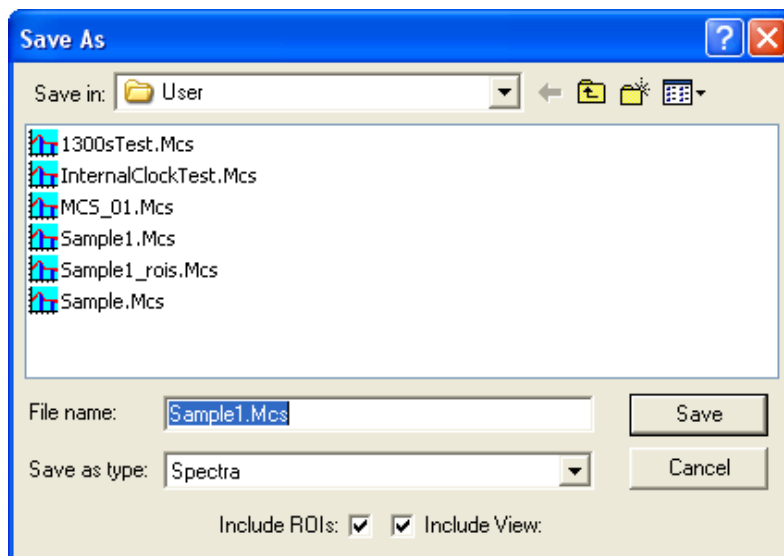 Save As
Save in: User
1300sTest.Mcs
InternalClockTest.Mcs
MCS_01.Mcs
Sample1.Mcs
Sample1_rois.Mcs
Sample.Mcs
File name: Sample1.Mcs Save
Save as type: Spectra Cancel
Include ROIs: Include View: